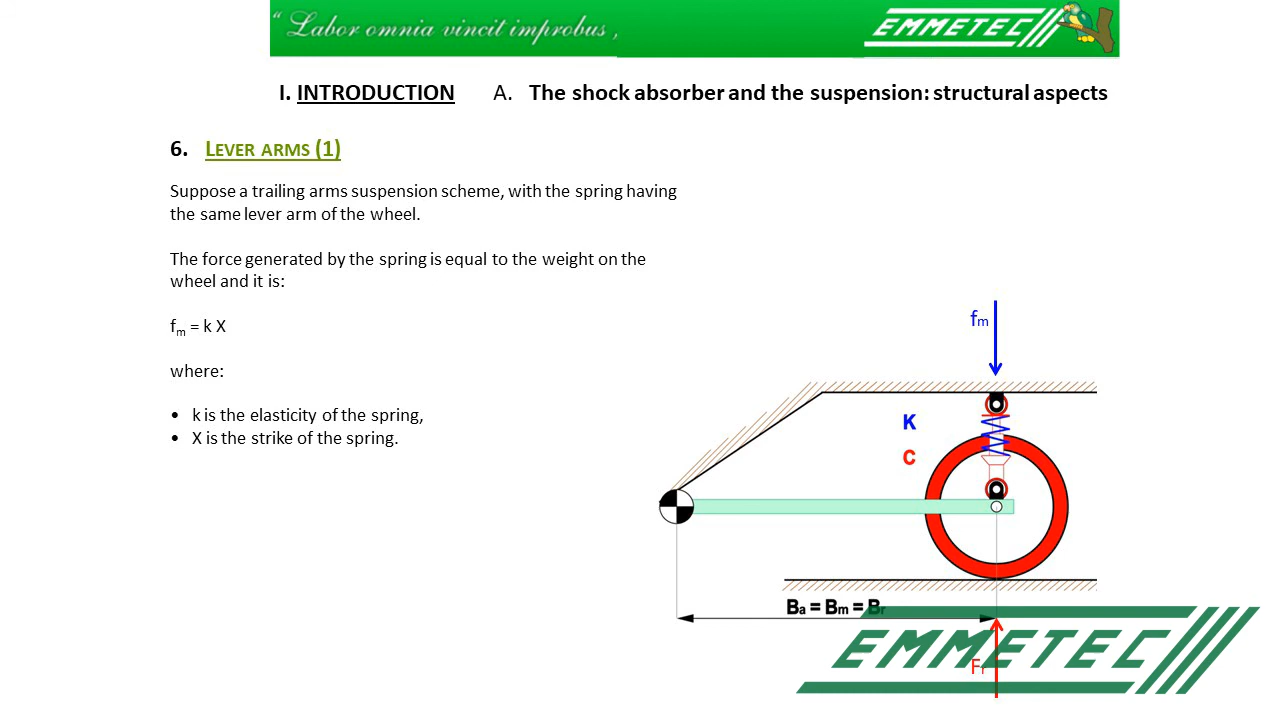 “ Labor omnia vincit improbus ,
EMMETEC
I. INTRODUCTION A. The shock absorber and the suspension: structural aspects
6. LEVER ARMS (1)
Suppose a trailing arms suspension scheme, with the spring having
the same lever arm of the wheel.
The force generated by the spring is equal to the weight on the
wheel and it is:
fm = k X
where:
• k is the elasticity of the spring,
• X is the strike of the spring.
fm
K
C
Ba = Bm = Br
EMMETEC
Fr